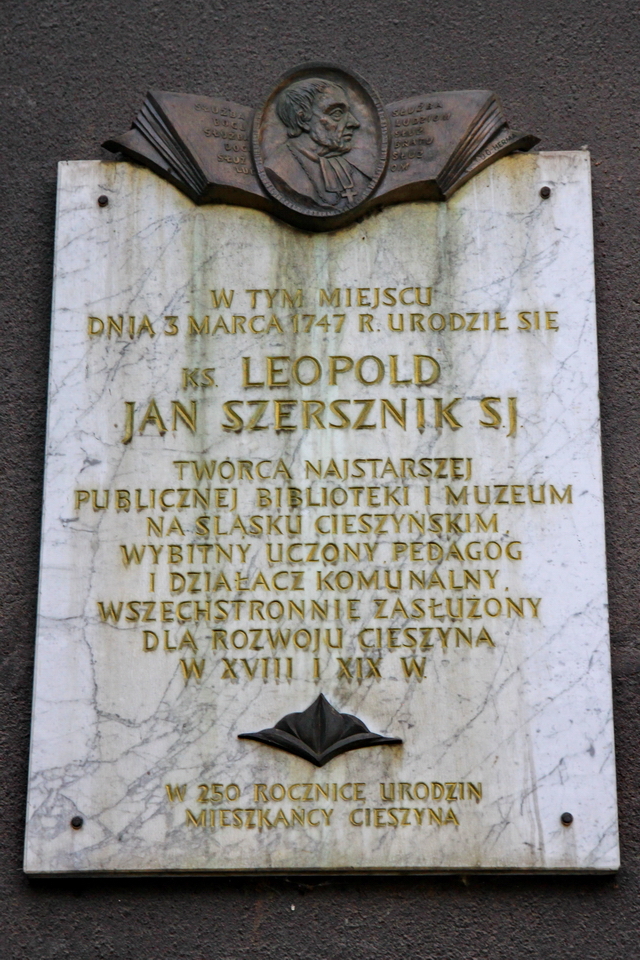 W TYM MIEJSCU
DNIA 3 MARCA 1747 R. URODZIŁ SIĘ
KS. LEOPOLD
JAN SZERSZNIK SJ.
TWÓRCA NAJSTARSZEJ
PUBLICZNEJ BIBLIOTEKI I MUZEUM
NA ŚLĄSKU CIESZYŃSKIM
WYBITNY UCZONY PEDAGOG
I DZIAŁACZ KOMUNALNY
WSZECHSTRONNIE ZASŁUŻONY
DLA ROZWOJU CIESZYNA
W XVIII I XIX W.
W 250 ROCZNICE URODZIN
MIESZKAŃCY CIESZYNA